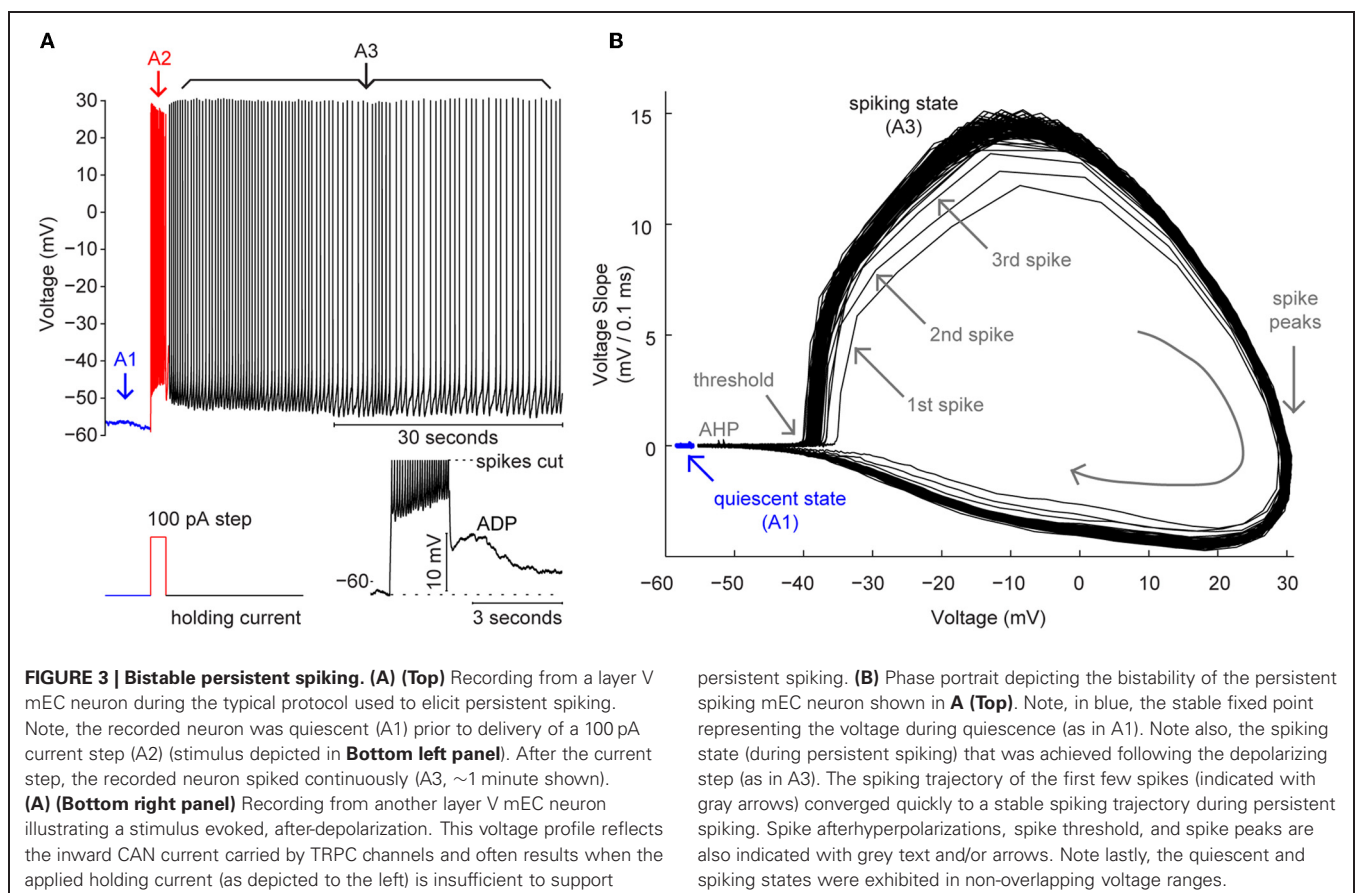 A
A2
A3
30
20
10
0
−10
−20
−30
−40
−50
−60
Voltage (mV)
A1
30 seconds
100 pA step
holding current
spikes cut
ADP
10 mV
−60
3 seconds
B
15
10
5
0
Voltage Slope
(mV / 0.1 ms)
spiking state
(A3)
3rd spike
2nd spike
1st spike
spike
peaks
threshold
AHP
quiescent state
(A1)
−60 −50 −40 −30 −20 −10 0 10 20 30
Voltage (mV)
FIGURE 3 | Bistable persistent spiking. (A) (Top) Recording from a layer V
mEC neuron during the typical protocol used to elicit persistent spiking.
Note, the recorded neuron was quiescent (A1) prior to delivery of a 100 pA
current step (A2) (stimulus depicted in Bottom left panel). After the current
step, the recorded neuron spiked continuously (A3, ∼1 minute shown).
(A) (Bottom right panel) Recording from another layer V mEC neuron
illustrating a stimulus evoked, after-depolarization. This voltage profile reflects
the inward CAN current carried by TRPC channels and often results when the
applied holding current (as depicted to the left) is insufficient to support
persistent spiking. (B) Phase portrait depicting the bistability of the persistent
spiking mEC neuron shown in A (Top). Note, in blue, the stable fixed point
representing the voltage during quiescence (as in A1). Note also, the spiking
state (during persistent spiking) that was achieved following the depolarizing
step (as in A3). The spiking trajectory of the first few spikes (indicated with
gray arrows) converged quickly to a stable spiking trajectory during persistent
spiking. Spike afterhyperpolarizations, spike threshold, and spike peaks are
also indicated with grey text and/or arrows. Note lastly, the quiescent and
spiking states were exhibited in non-overlapping voltage ranges.